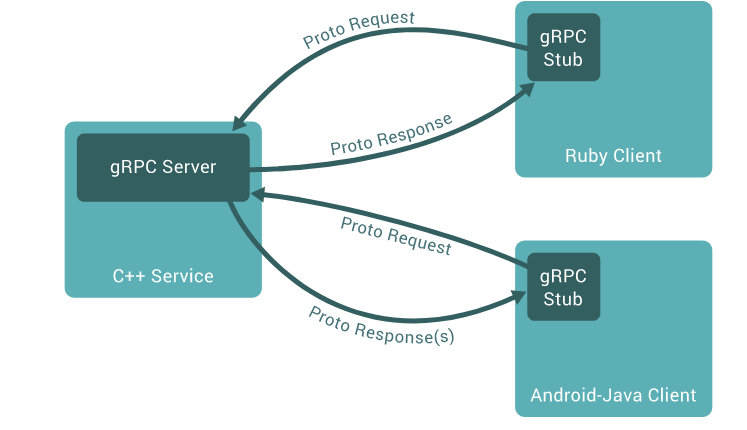 Proto Request
gRPC
Stub
Proto Response
Ruby Client
gRPC Server
C++ Service
Proto Request
gRPC
Stub
Proto Response(s)
Android-Java Client